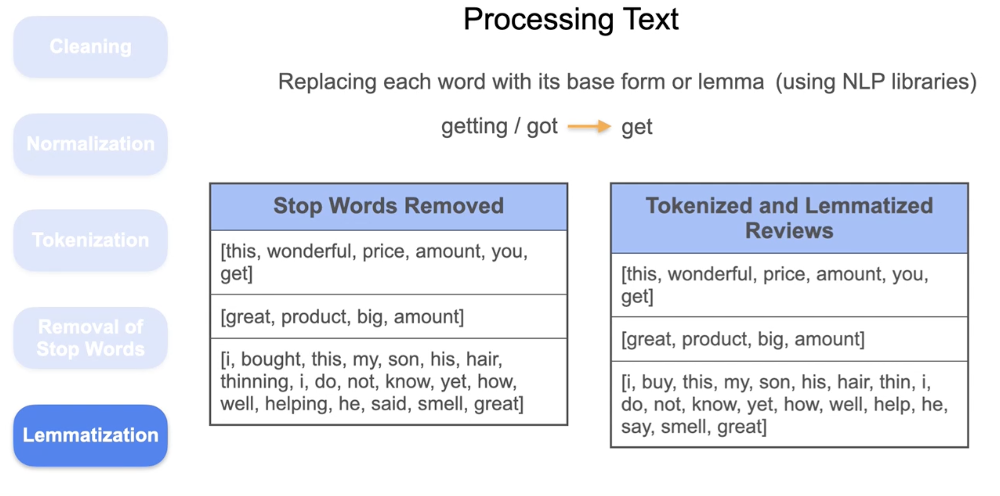 Processing Text
Cleaning
Normalization
Tokenization
Removal of
Stop Words
Lemmatization
Replacing each word with its base form or lemma (using NLP libraries)
getting / got → get
Stop Words Removed
[this, wonderful, price, amount, you,
get]
[great, product, big, amount]
[i, bought, this, my, son, his, hair,
thinning, i, do, not, know, yet, how,
well, helping, he, said, smell, great]
Tokenized and Lemmatized
Reviews
[this, wonderful, price, amount, you,
get]
[great, product, big, amount]
[i, buy, this, my, son, his, hair, thin, i,
do, not, know, yet, how, well, help, he,
say, smell, great]